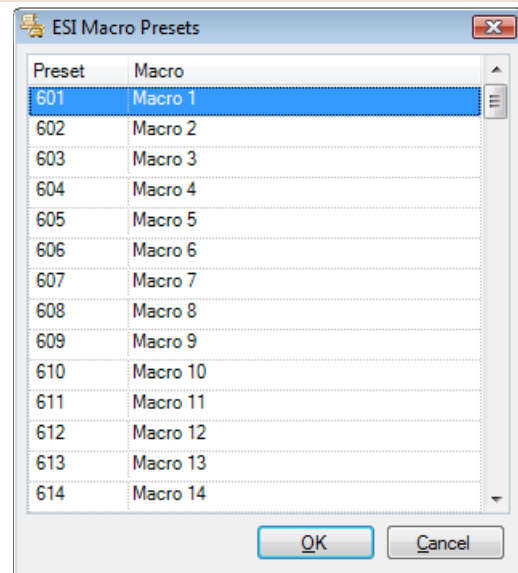 ESI Macro Presets
Preset Macro
601 Macro 1
602 Macro 2
603 Macro 3
604 Macro 4
605 Macro 5
606 Macro 6
607 Macro 7
608 Macro 8
609 Macro 9
610 Macro 10
611 Macro 11
612 Macro 12
613 Macro 13
614 Macro 14
OK Cancel